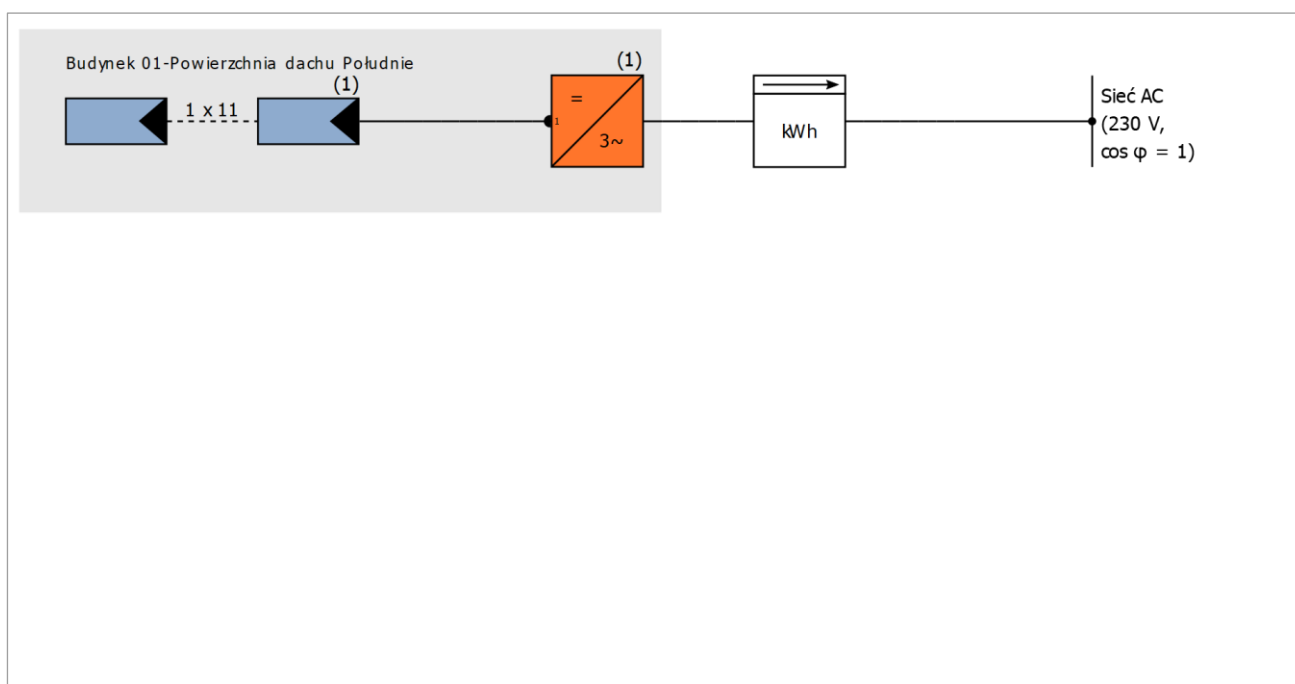 Budynek 01-Powierzchnia dachu Południe
(1)
1 x 11
(1)
=
1
3~
kWh
Sieć AC
(230 V,
cos φ = 1)